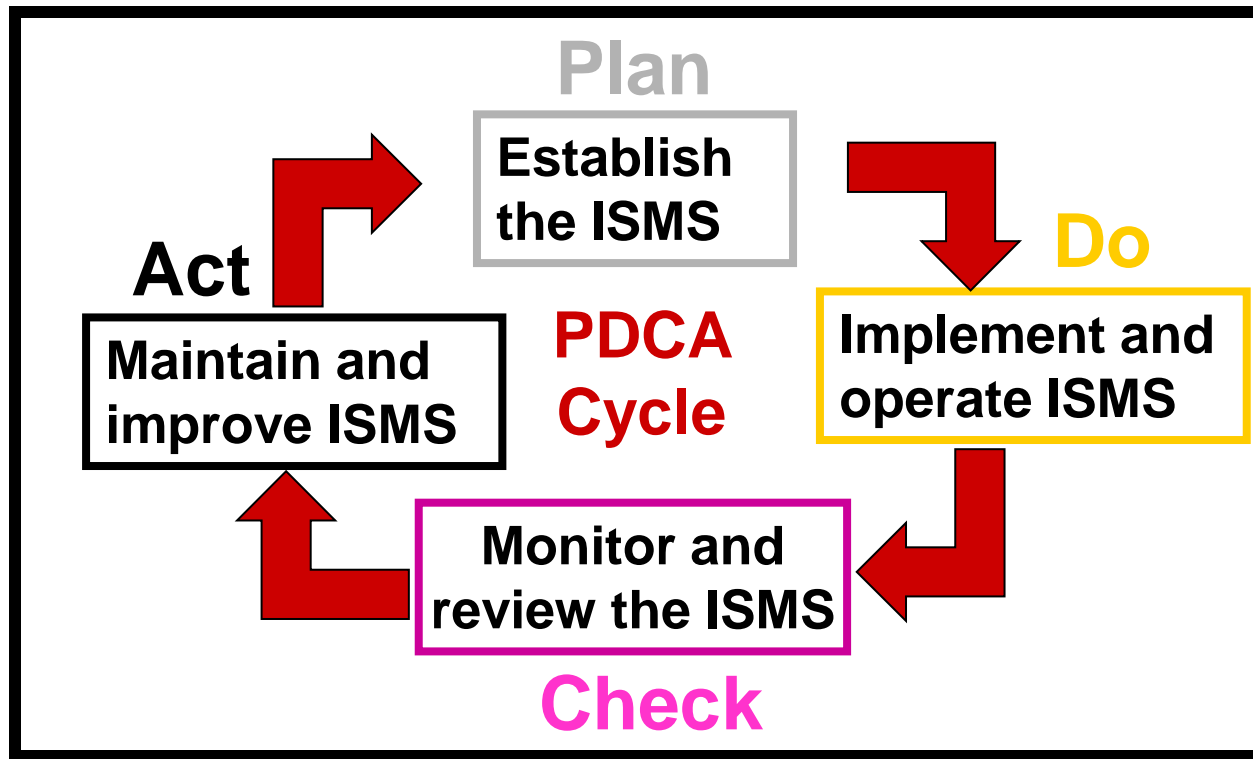 Plan
Establish
the ISMS
Do
Implement and
operate ISMS
Act
Maintain and
improve ISMS
PDCA
Cycle
Monitor and
review the ISMS
Check